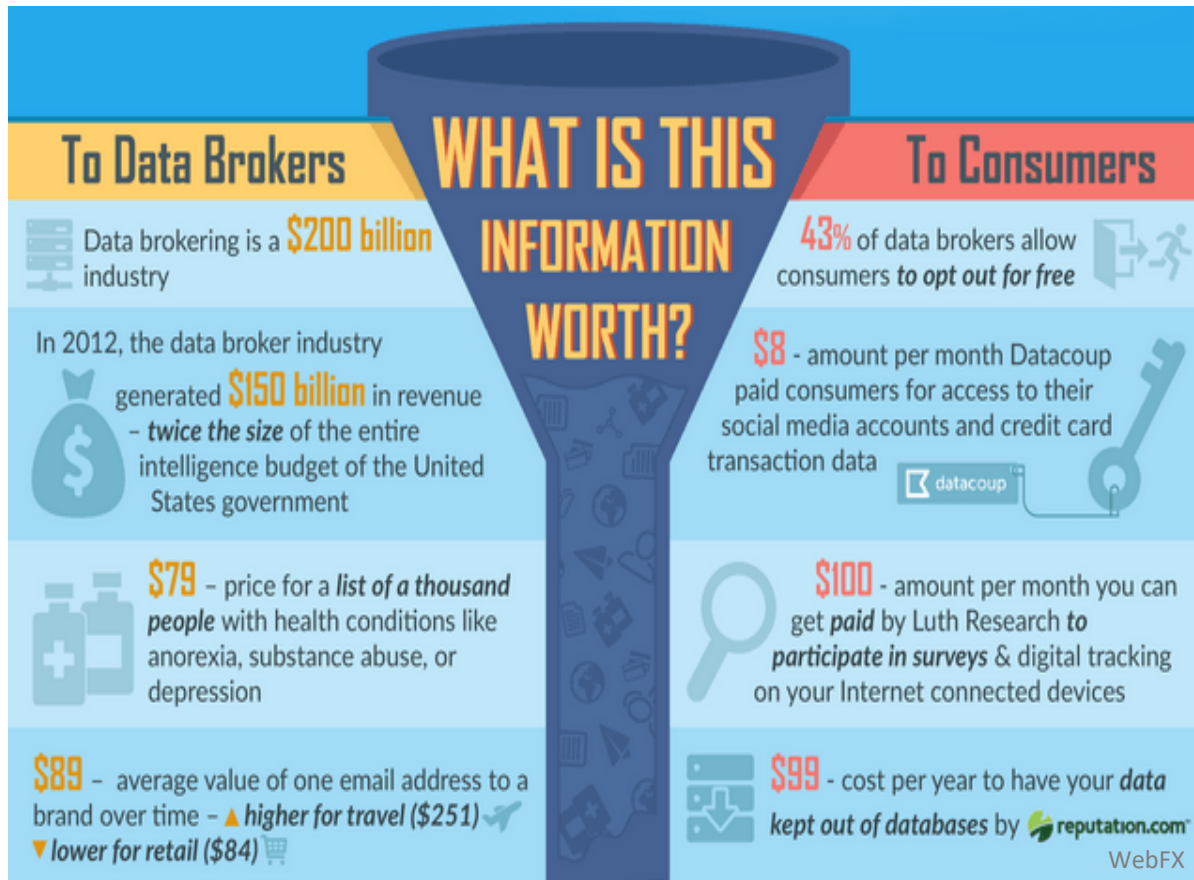 WHAT IS THIS
INFORMATION
WORTH?
To Data Brokers
Data brokering is a $200 billion
industry
In 2012, the data broker industry
generated $150 billion in revenue
– twice the size of the entire
intelligence budget of the United
States government
$
$79 – price for a list of a thousand
people with health conditions like
anorexia, substance abuse, or
depression
$89 – average value of one email address to a
brand over time – ▲ higher for travel ($251)
▼ lower for retail ($84)
To Consumers
43% of data brokers allow
consumers to opt out for free
$8 - amount per month Datacoup
paid consumers for access to their
social media accounts and credit card
transaction data
datacoup
$100 - amount per month you can
get paid by Luth Research to
participate in surveys & digital tracking
on your Internet connected devices
$99 - cost per year to have your data
kept out of databases by reputation.com
WebFX